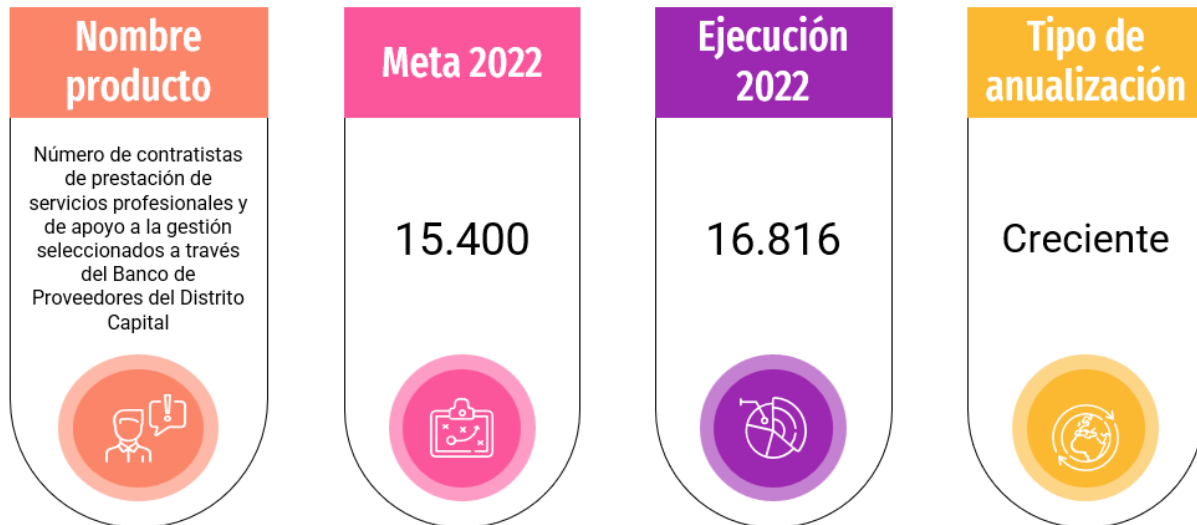 Nombre
producto
Número de contratistas
de prestación de
servicios profesionales y
de apoyo a la gestión
seleccionados a través
del Banco de
Proveedores del Distrito
Capital
Meta 2022
15.400
Ejecución
2022
16.816
Tipo de
anualización
Creciente